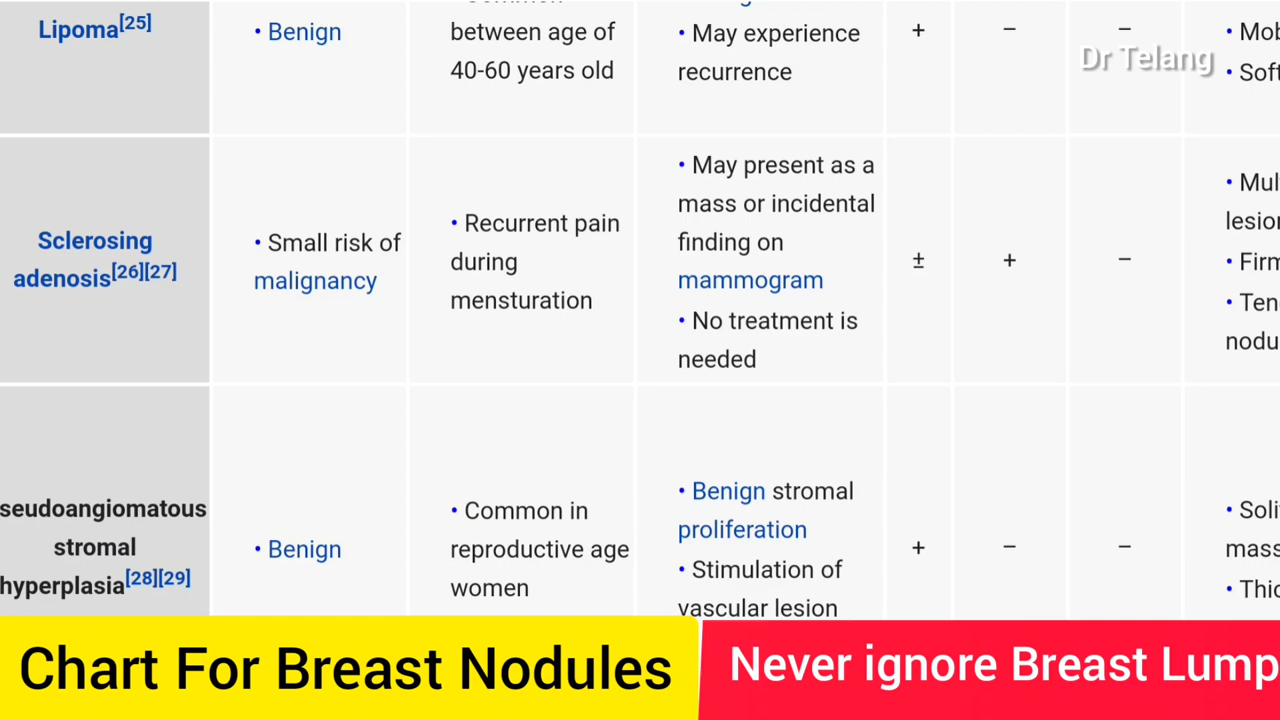 Lipoma[25]
• Benign
between age of
40-60 years old
• May experience
recurrence
+
–
–
• Mob
• Soft
Dr Telang
Sclerosing
adenosis[26][27]
• Small risk of
malignancy
• Recurrent pain
during
mensturation
• May present as a
mass or incidental
finding on
mammogram
• No treatment is
needed
±
+
–
• Mul
lesion
• Firm
• Ten
nodu
seudoangiomatous
stromal
hyperplasia[28][29]
• Benign
• Common in
reproductive age
women
• Benign stromal
proliferation
• Stimulation of
vascular lesion
+
–
–
• Soli
mass
• Thic
Chart For Breast Nodules
Never ignore Breast Lump